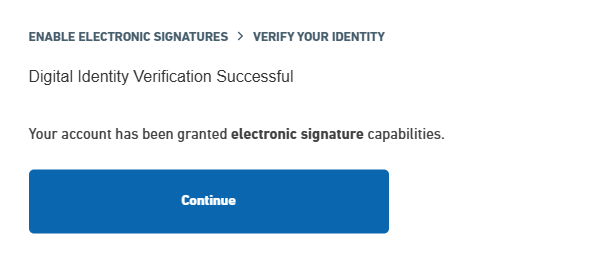 ENABLE ELECTRONIC SIGNATURES > VERIFY YOUR IDENTITY
Digital Identity Verification Successful
Your account has been granted electronic signature capabilities.
Continue